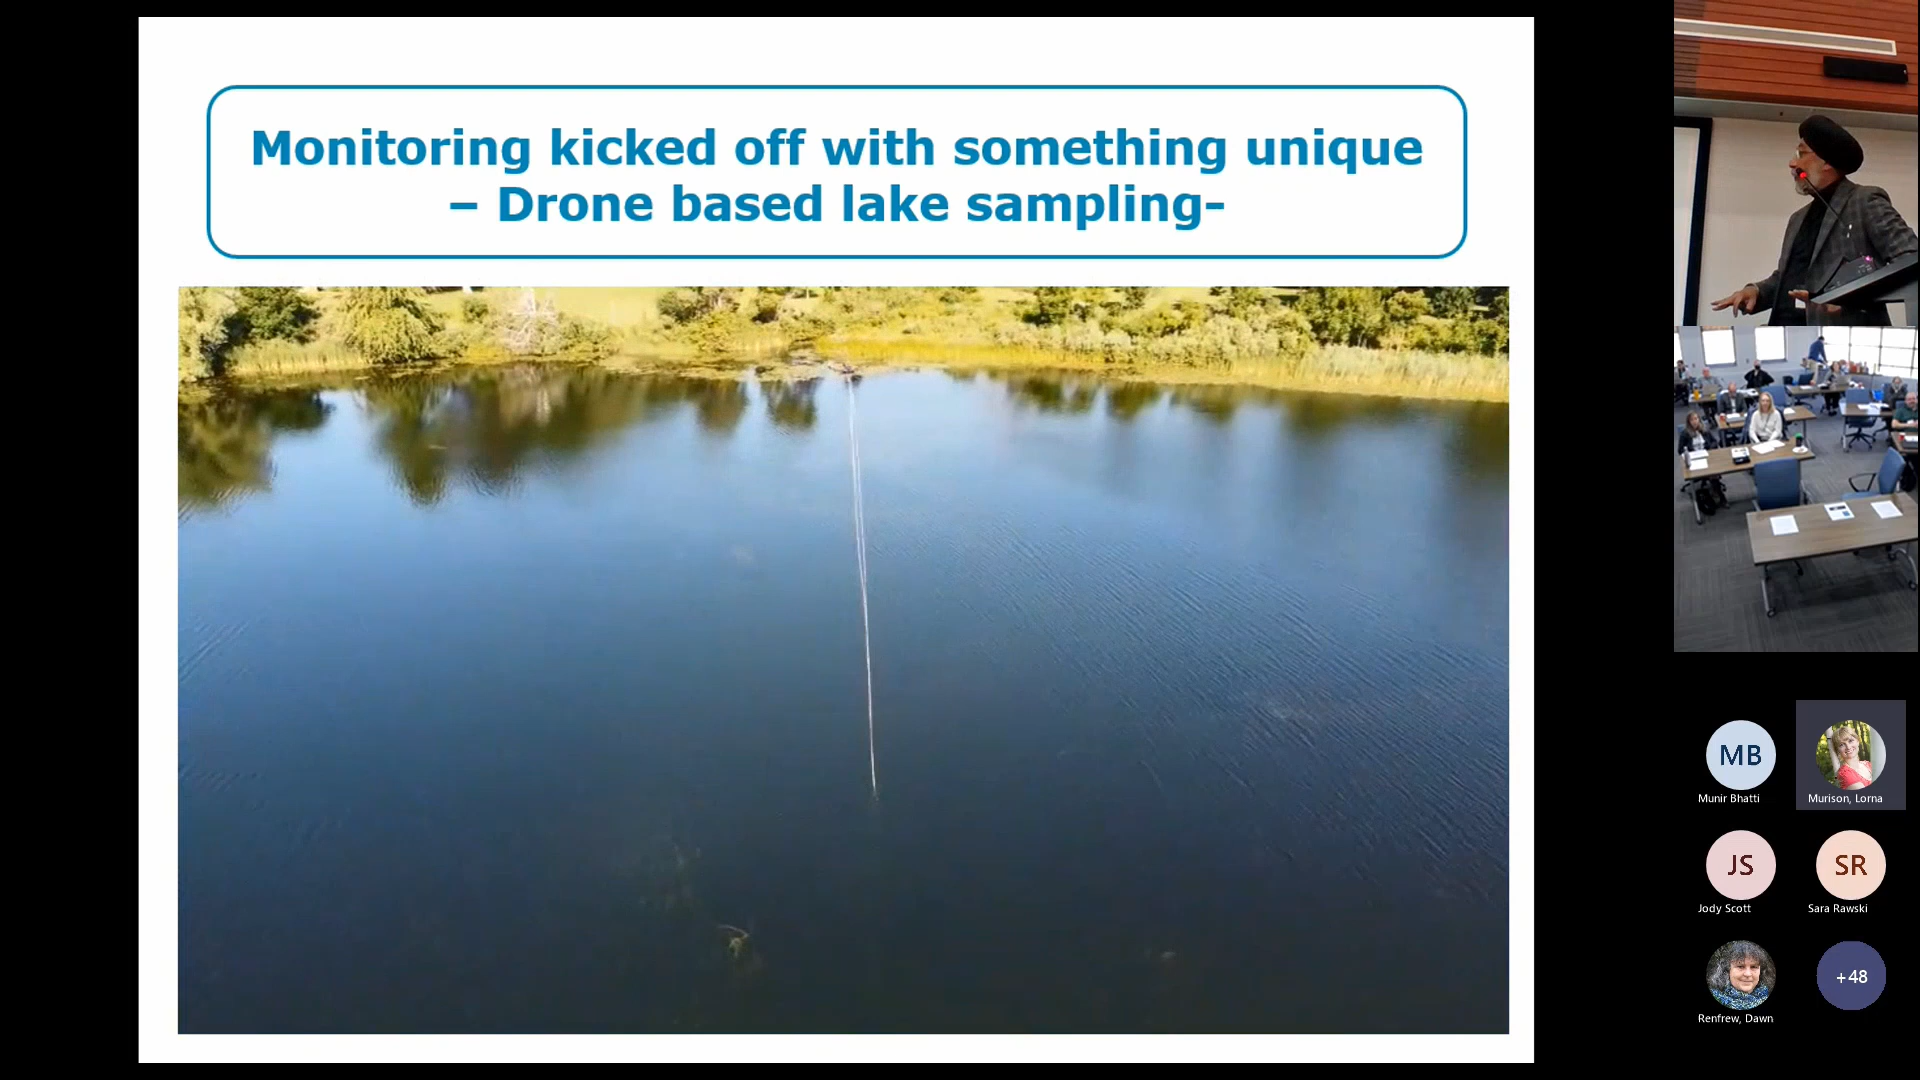 Monitoring kicked off with something unique
– Drone based lake sampling-
MB
Munir Bhatti
Murison, Lorna
JS
Jody Scott
SR
Sara Rawski
Renfrew, Dawn
+48